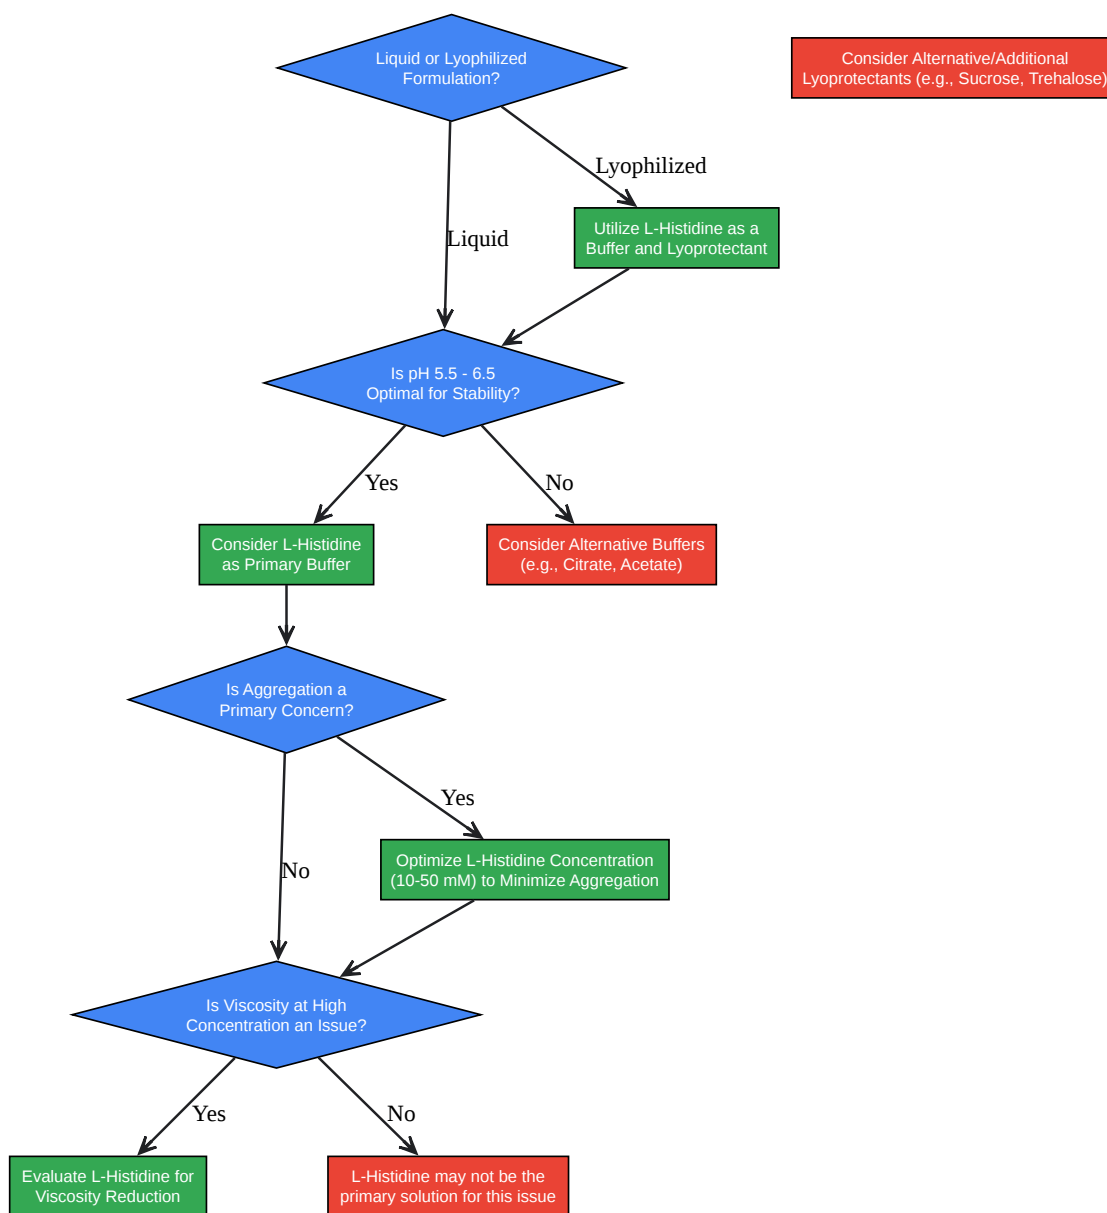 Liquid or Lyophilized
Formulation?
Consider Alternative/Additional
Lyoprotectants (e.g., Sucrose, Trehalose)
Lyophilized
Utilize L-Histidine as a
Buffer and Lyoprotectant
Liquid
Is pH 5.5 - 6.5
Optimal for Stability?
Yes
No
Consider L-Histidine
as Primary Buffer
Consider Alternative Buffers
(e.g., Citrate, Acetate)
Is Aggregation a
Primary Concern?
Yes
Optimize L-Histidine Concentration
(10-50 mM) to Minimize Aggregation
No
Is Viscosity at High
Concentration an Issue?
Yes
No
Evaluate L-Histidine for
Viscosity Reduction
L-Histidine may not be the
primary solution for this issue